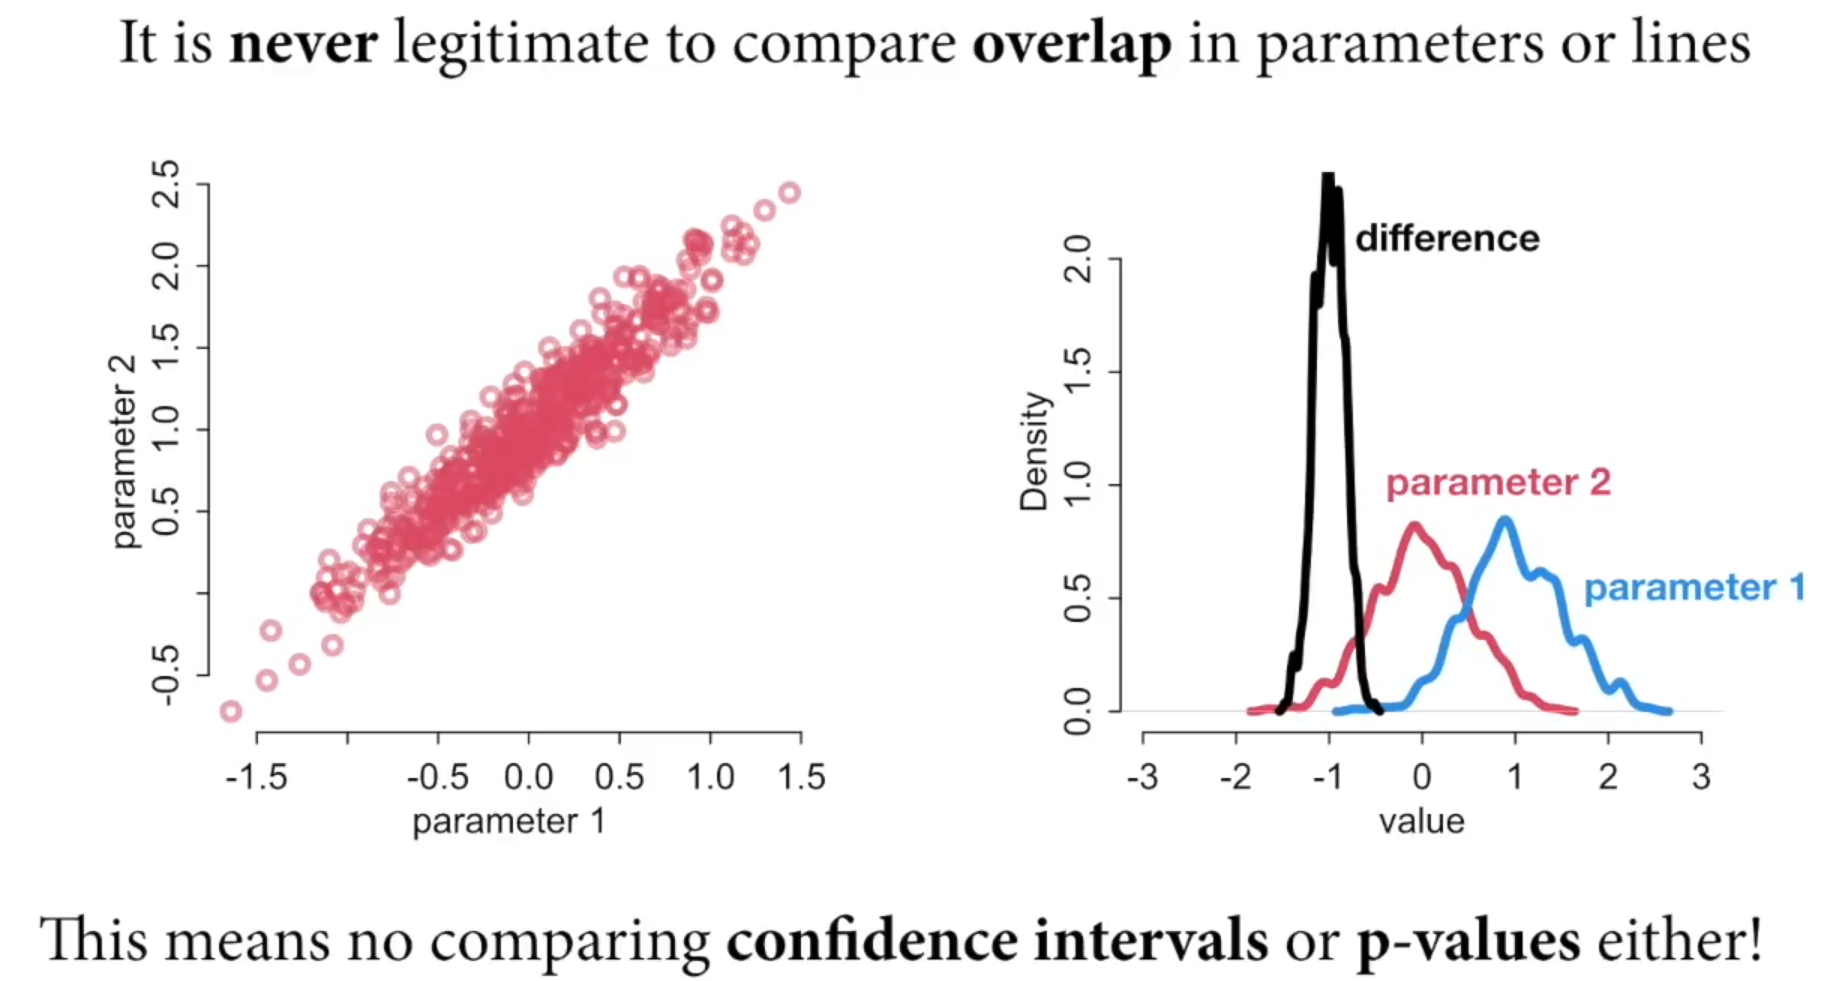 It is never legitimate to compare overlap in parameters or lines
2.5
2.0
1.5
1.0
0.5
-0.5
parameter 2
-1.5
-0.5
0.0
0.5
1.0
1.5
parameter 1
difference
parameter 2
parameter 1
2.0
1.5
1.0
0.5
0.0
Density
-3
-2
-1
0
1
2
3
value
This means no comparing confidence intervals or p-values either!